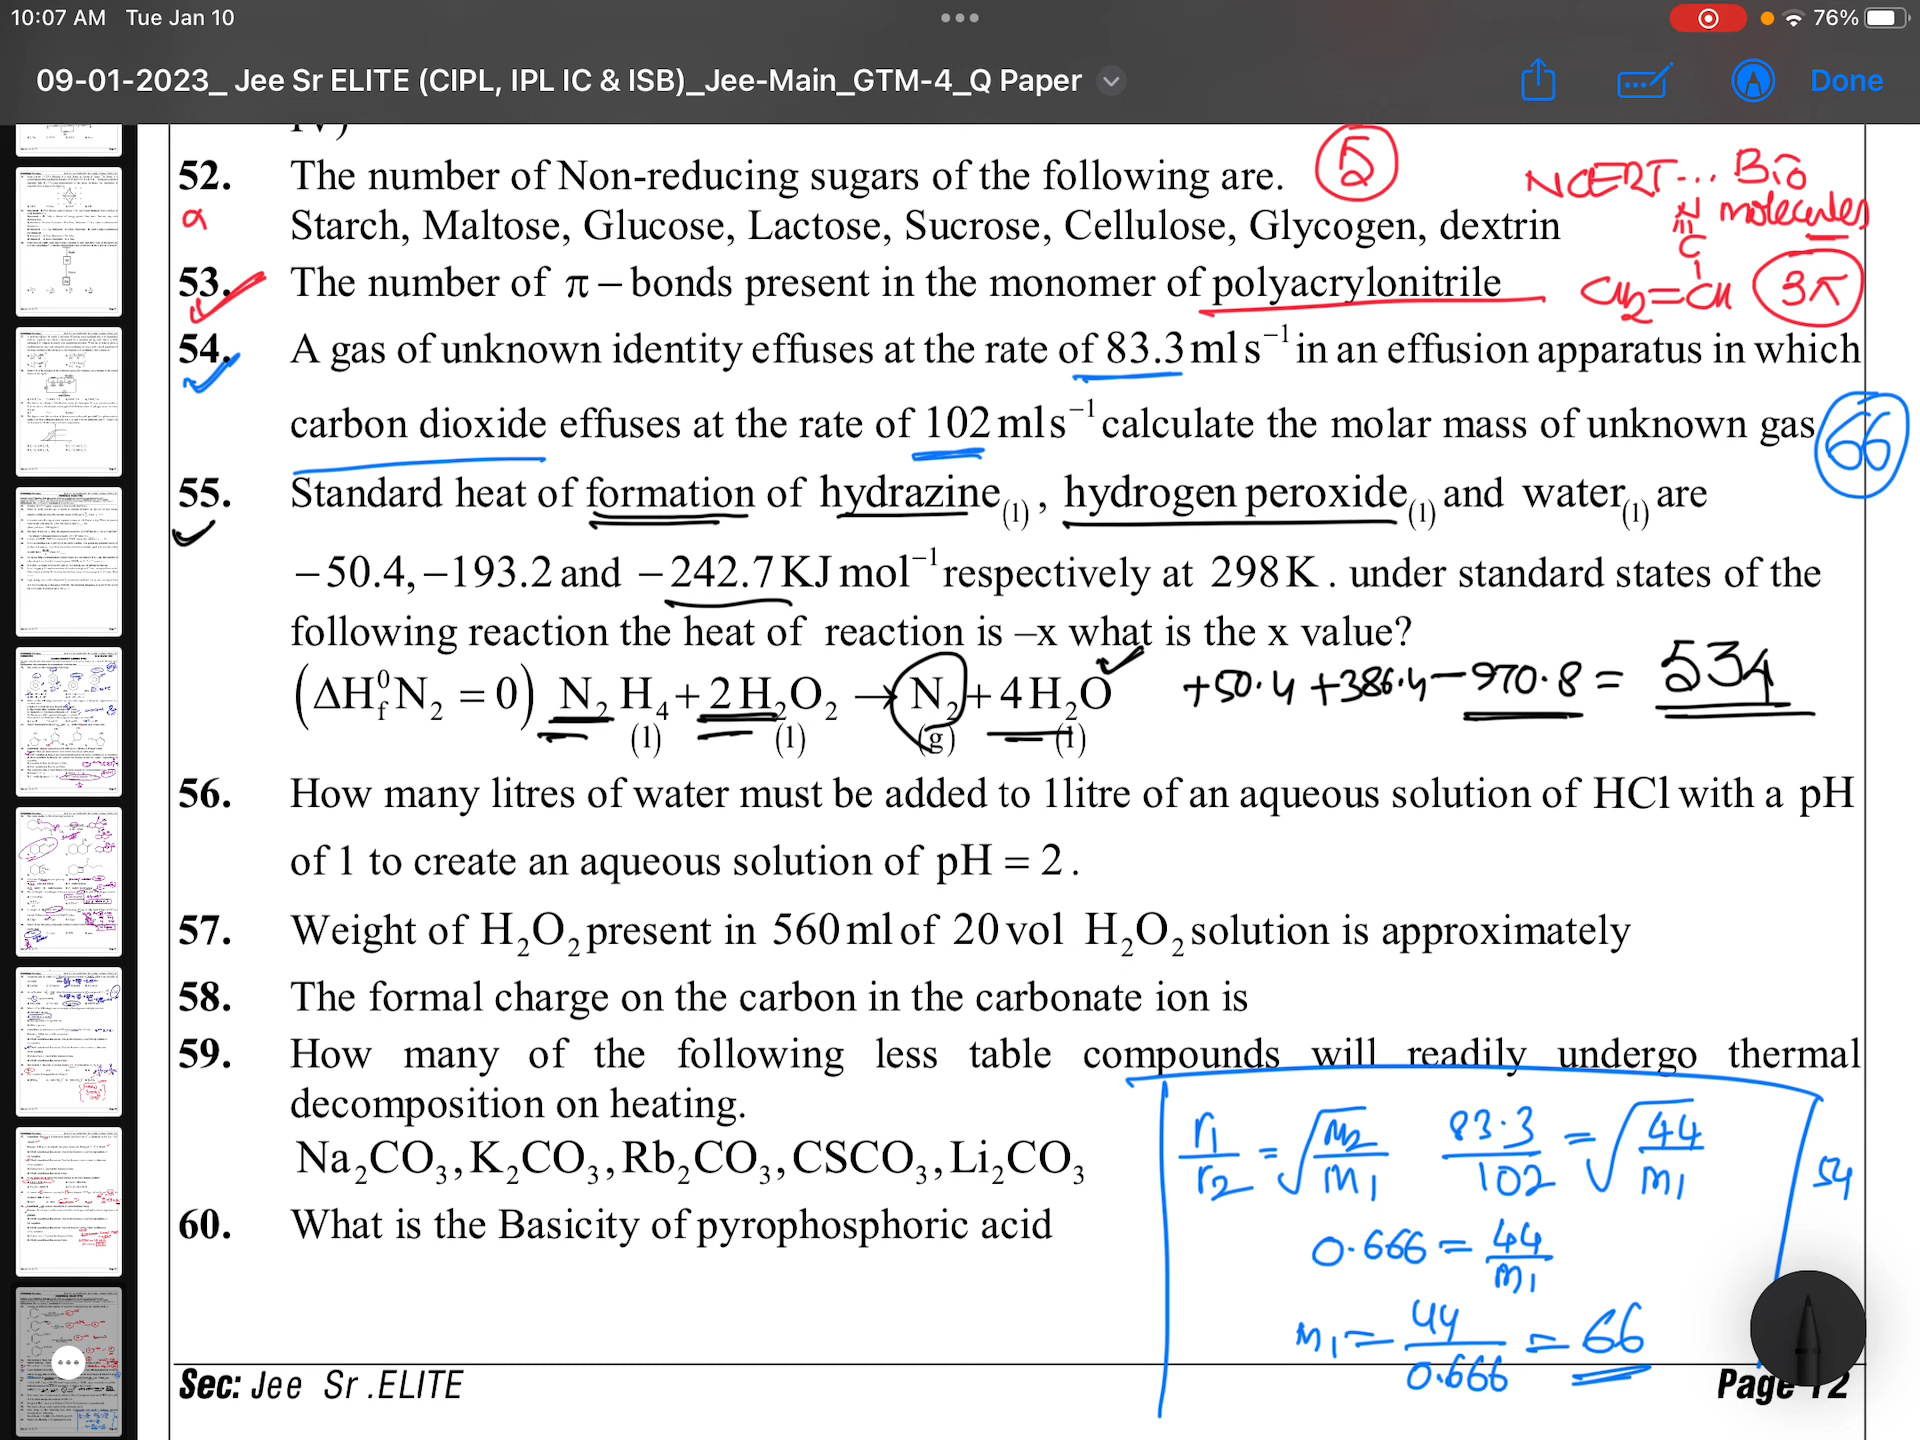 10:07 AM Tue Jan 10
76%
09-01-2023_ Jee Sr ELITE (CIPL, IPL IC & ISB)_Jee-Main_GTM-4_Q Paper
Done
52. The number of Non-reducing sugars of the following are. 5
NCERT... Bio molecules
a
Starch, Maltose, Glucose, Lactose, Sucrose, Cellulose, Glycogen, dextrin
53. The number of π – bonds present in the monomer of polyacrylonitrile
N
≡
C
CH2=CH 3π
54. A gas of unknown identity effuses at the rate of 83.3 ml s⁻¹ in an effusion apparatus in which
carbon dioxide effuses at the rate of 102 ml s⁻¹ calculate the molar mass of unknown gas 66
55. Standard heat of formation of hydrazine(l), hydrogen peroxide(l) and water(l) are
−50.4, −193.2 and −242.7 KJ mol⁻¹ respectively at 298 K . under standard states of the
following reaction the heat of reaction is –x what is the x value?
(ΔH⁰f N₂ = 0) N₂H₄ + 2H₂O₂ → N₂ + 4H₂O +50.4 +386.4 −970.8 = 534
(l) (l) (g) (l)
56. How many litres of water must be added to 1litre of an aqueous solution of HCl with a pH
of 1 to create an aqueous solution of pH = 2 .
57. Weight of H₂O₂ present in 560 ml of 20 vol H₂O₂ solution is approximately
58. The formal charge on the carbon in the carbonate ion is
59. How many of the following less table compounds will readily undergo thermal
decomposition on heating.
Na₂CO₃, K₂CO₃, Rb₂CO₃, CSCO₃, Li₂CO₃
60. What is the Basicity of pyrophosphoric acid
r1/r2 = √M2/M1 83.3/102 = √44/M1 54
0.666 = 44/M1
M1 = 44/0.666 = 66
Sec: Jee Sr .ELITE
Page 12